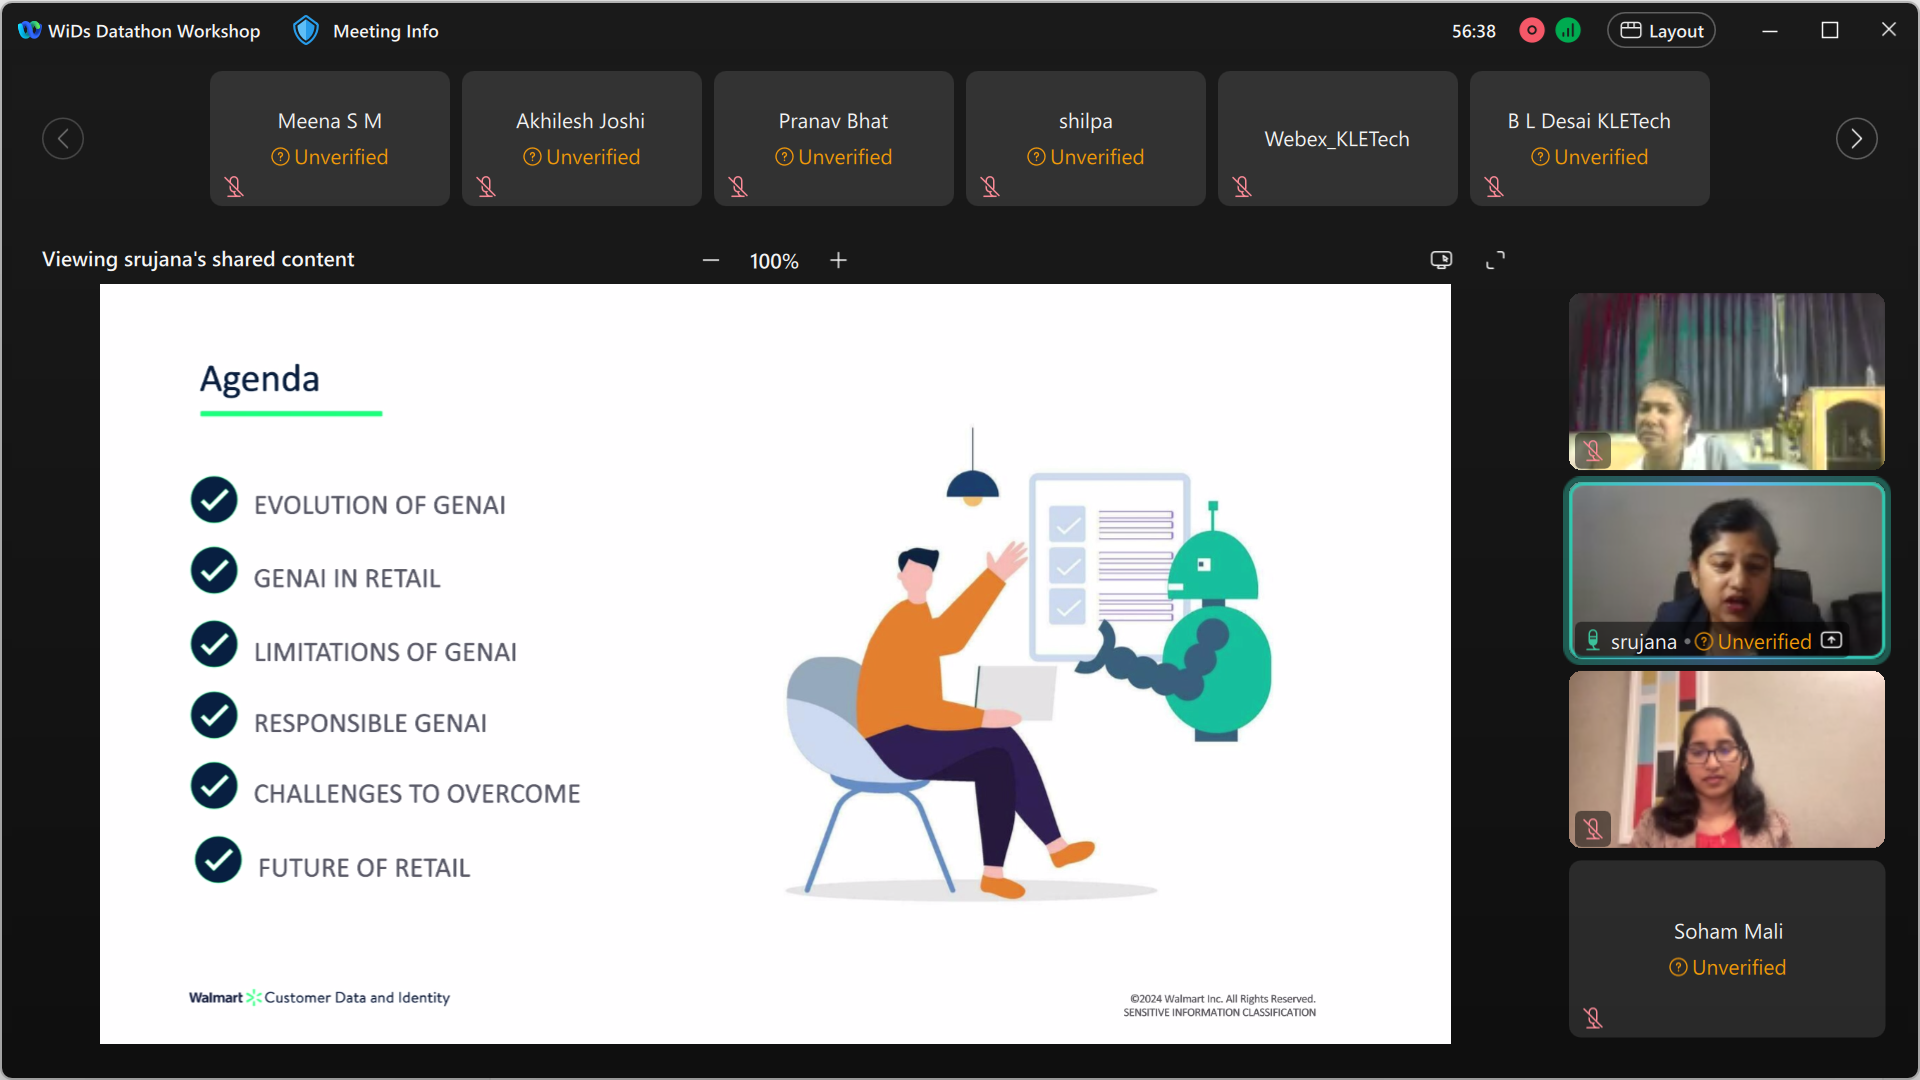 WiDs Datathon Workshop
Meeting Info
56:38
Layout
Meena S M
Unverified
Akhilesh Joshi
Unverified
Pranav Bhat
Unverified
shilpa
Unverified
Webex_KLETech
B L Desai KLETech
Unverified
Viewing srujana's shared content
100%
Agenda
EVOLUTION OF GENAI
GENAI IN RETAIL
LIMITATIONS OF GENAI
RESPONSIBLE GENAI
CHALLENGES TO OVERCOME
FUTURE OF RETAIL
Walmart Customer Data and Identity
©2024 Walmart Inc. All Rights Reserved.
SENSITIVE INFORMATION CLASSIFICATION
srujana • Unverified
Soham Mali
Unverified